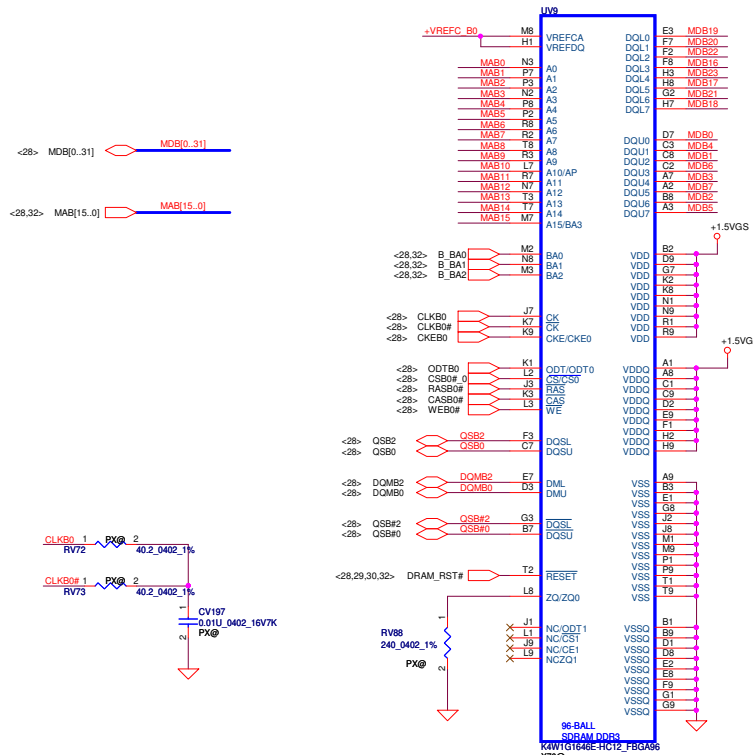 UV9
+VREFC_B0 M8 VREFCA DQL0 E3 MDB19
H1 VREFDQ DQL1 F7 MDB20
DQL2 F2 MDB22
MAB0 N3 A0 DQL3 F8 MDB16
MAB1 P7 A1 DQL4 H3 MDB23
MAB2 P3 A2 DQL5 H8 MDB17
MAB3 N2 A3 DQL6 G2 MDB21
MAB4 P8 A4 DQL7 H7 MDB18
MAB5 P2 A5
MAB6 R8 A6
MAB7 R2 A7 DQU0 D7 MDB0
MAB8 T8 A8 DQU1 C3 MDB4
MAB9 R3 A9 DQU2 C8 MDB1
MAB10 L7 A10/AP DQU3 C2 MDB6
MAB11 R7 A11 DQU4 A7 MDB3
MAB12 N7 A12 DQU5 A2 MDB7
MAB13 T3 A13 DQU6 B8 MDB2
MAB14 T7 A14 DQU7 A3 MDB5
MAB15 M7 A15/BA3
<28> MDB[0..31] MDB[0..31]
<28,32> MAB[15..0] MAB[15..0]
+1.5VGS
<28,32> B_BA0 M2 BA0 VDD B2
<28,32> B_BA1 N8 BA1 VDD D9
<28,32> B_BA2 M3 BA2 VDD G7
VDD K2
VDD K8
VDD N1
<28> CLKB0 J7 CK VDD N9
<28> CLKB0# K7 CK VDD R1
<28> CKEB0 K9 CKE/CKE0 VDD R9
+1.5VG
<28> ODTB0 K1 ODT/ODT0 VDDQ A1
<28> CSB0#_0 L2 CS/CS0 VDDQ A8
<28> RASB0# J3 RAS VDDQ C1
<28> CASB0# K3 CAS VDDQ C9
<28> WEB0# L3 WE VDDQ D2
VDDQ E9
VDDQ F1
<28> QSB2 QSB2 F3 DQSL VDDQ H2
<28> QSB0 QSB0 C7 DQSU VDDQ H9
<28> DQMB2 DQMB2 E7 DML VSS A9
<28> DQMB0 DQMB0 D3 DMU VSS B3
VSS E1
VSS G8
<28> QSB#2 QSB#2 G3 DQSL VSS J2
<28> QSB#0 QSB#0 B7 DQSU VSS J8
VSS M1
VSS M9
VSS P1
<28,29,30,32> DRAM_RST# T2 RESET VSS P9
VSS T1
L8 ZQ/ZQ0 VSS T9
CLKB0 1 PX@ 2
RV72 40.2_0402_1%
CLKB0# 1 PX@ 2
RV73 40.2_0402_1%
1
CV197
0.01U_0402_16V7K
2 PX@
1
RV88
240_0402_1%
PX@
2
J1 NC/ODT1 VSSQ B1
L1 NC/CS1 VSSQ B9
J9 NC/CE1 VSSQ D1
L9 NCZQ1 VSSQ D8
VSSQ E2
VSSQ E8
VSSQ F9
VSSQ G1
VSSQ G9
96-BALL
SDRAM DDR3
K4W1G1646E-HC12_FBGA96